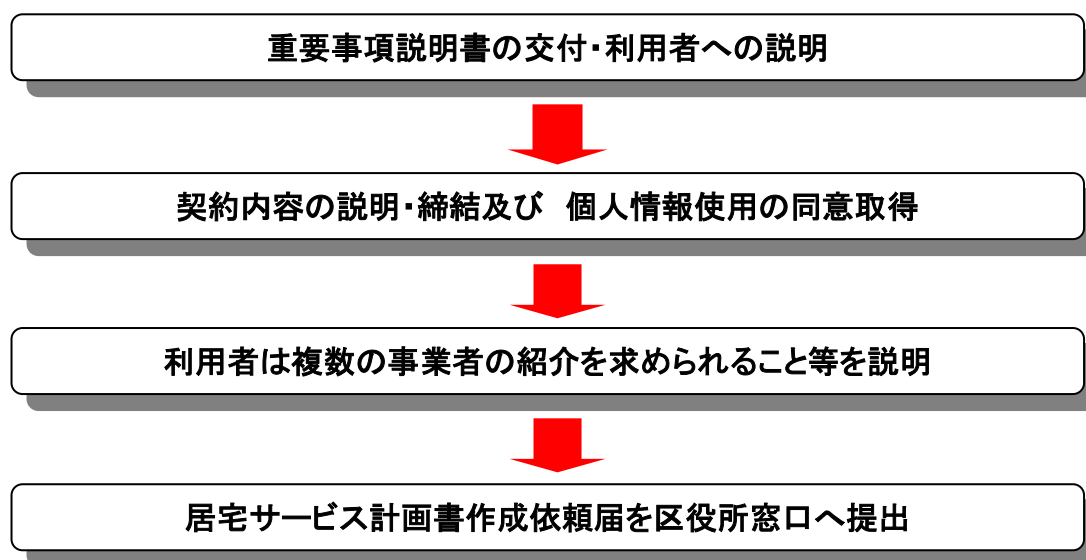 重要事項説明書の交付・利用者への説明
契約内容の説明・締結及び　個人情報使用の同意取得
利用者は複数の事業者の紹介を求められること等を説明
居宅サービス計画書作成依頼届を区役所窓口へ提出